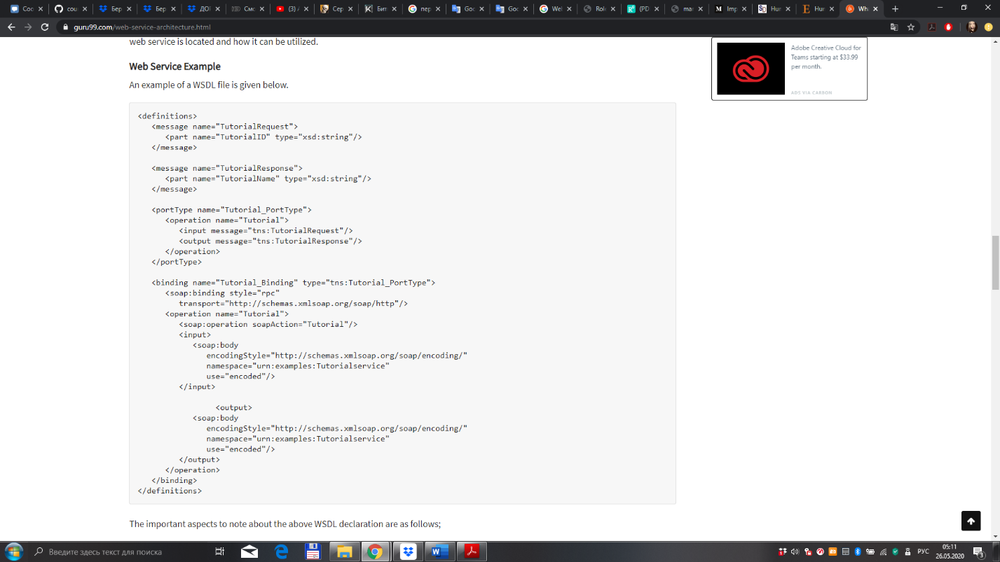 Coo
cou
Бер
Бер
ДОГ
Смо
(3) A
Сер
Бит
пер
Goo
Goo
Wel
Role
(PD
mac
Imp
Hur
Hur
Wha
guru99.com/web-service-architecture.html
web service is located and how it can be utilized.
Web Service Example
An example of a WSDL file is given below.
<definitions>
<message name="TutorialRequest">
<part name="TutorialID" type="xsd:string"/>
</message>
<message name="TutorialResponse">
<part name="TutorialName" type="xsd:string"/>
</message>
<portType name="Tutorial_PortType">
<operation name="Tutorial">
<input message="tns:TutorialRequest"/>
<output message="tns:TutorialResponse"/>
</operation>
</portType>
<binding name="Tutorial_Binding" type="tns:Tutorial_PortType">
<soap:binding style="rpc"
transport="http://schemas.xmlsoap.org/soap/http"/>
<operation name="Tutorial">
<soap:operation soapAction="Tutorial"/>
<input>
<soap:body
encodingStyle="http://schemas.xmlsoap.org/soap/encoding/"
namespace="urn:examples:Tutorialservice"
use="encoded"/>
</input>
<output>
<soap:body
encodingStyle="http://schemas.xmlsoap.org/soap/encoding/"
namespace="urn:examples:Tutorialservice"
use="encoded"/>
</output>
</operation>
</binding>
</definitions>
The important aspects to note about the above WSDL declaration are as follows;
Adobe Creative Cloud for
Teams starting at $33.99
per month.
ADS VIA CARBON
Введите здесь текст для поиска
РУС
05:11
26.05.2020
3